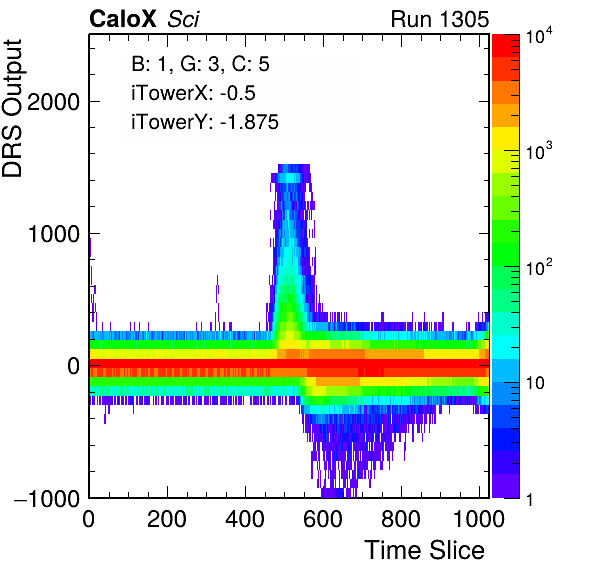 CaloX Sci Run 1305
B: 1, G: 3, C: 5
iTowerX: -0.5
iTowerY: -1.875
DRS Output
2000
1000
0
−1000
0 200 400 600 800 1000
Time Slice
10^4
10^3
10^2
10
1